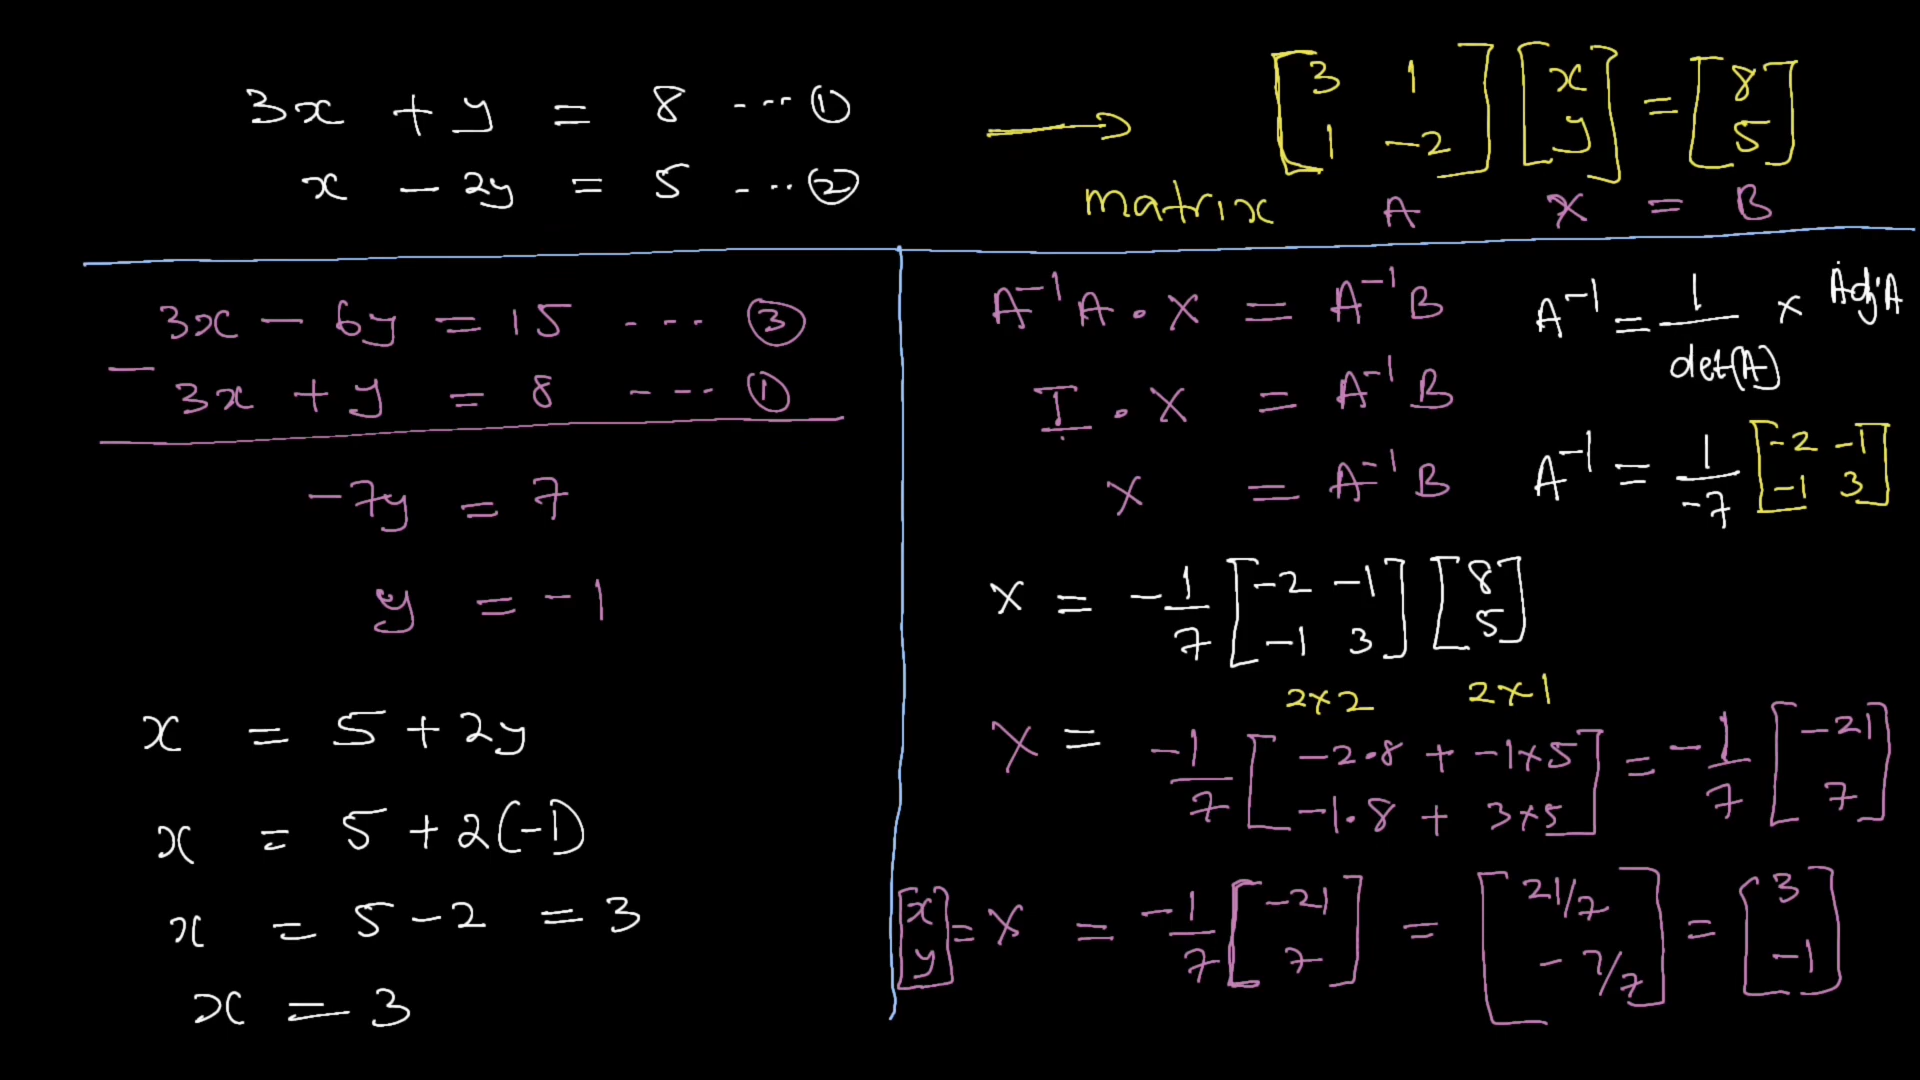 3x + y = 8 ---- ①
x - 2y = 5 ---- ②
→ matrix
[3 1; 1 -2] [x; y] = [8; 5]
A X = B
3x - 6y = 15 ---- ③
- 3x + y = 8 ---- ①
-7y = 7
y = -1
x = 5 + 2y
x = 5 + 2(-1)
x = 5 - 2 = 3
x = 3
A⁻¹A · X = A⁻¹B
I · X = A⁻¹B
X = A⁻¹B
A⁻¹ = 1/det(A) × AdjA
A⁻¹ = 1/-7 [-2 -1; -1 3]
X = -1/7 [-2 -1; -1 3] [8; 5]
2×2 2×1
X = -1/7 [-2·8 + -1×5; -1·8 + 3×5] = -1/7 [-21; 7]
[x; y] = X = -1/7 [-21; 7] = [21/7; -7/7] = [3; -1]